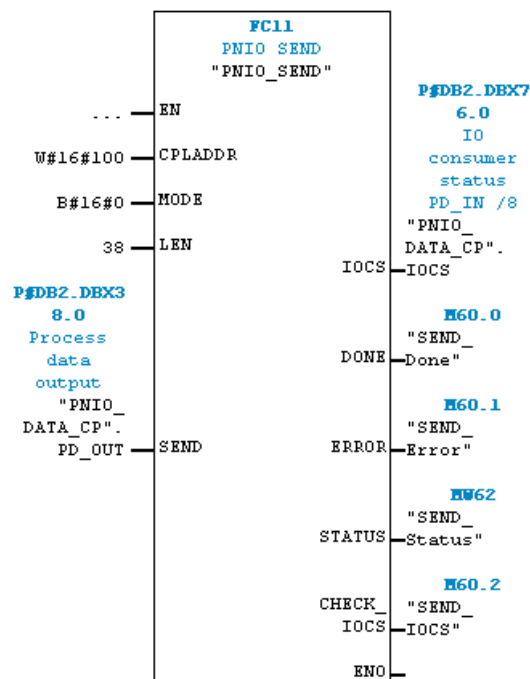 FC11
PNIO SEND
"PNIO_SEND"
... EN
W#16#100 CPLADDR
B#16#0 MODE
38 LEN
P#DB2.DBX3
8.0
Process
data
output
"PNIO_
DATA_CP".
PD_OUT SEND
P#DB2.DBX7
6.0
IO
consumer
status
PD_IN /8
"PNIO_
DATA_CP".
IOCS IOCS
M60.0
"SEND_
DONE Done"
M60.1
"SEND_
ERROR Error"
MW62
"SEND_
STATUS Status"
M60.2
CHECK_ "SEND_
IOCS IOCS"
ENO